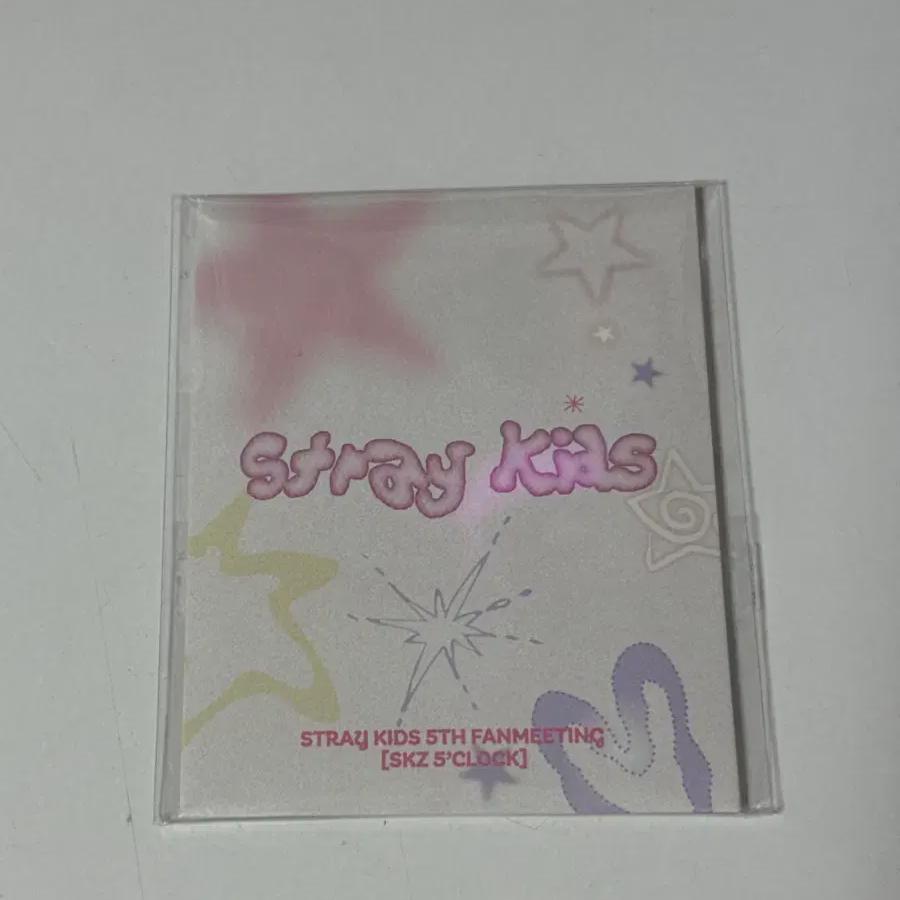 Stray Kids
STRAY KIDS 5TH FANMEETING
[SKZ 5'CLOCK]